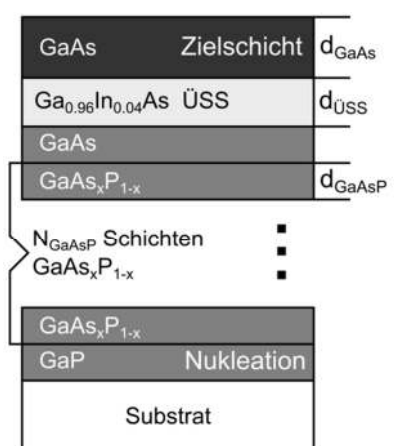 GaAs Zielschicht d_GaAs
Ga₀.₉₆In₀.₀₄As ÜSS d_ÜSS
GaAs
GaAsₓP₁₋ₓ d_GaAsP
N_GaAsP Schichten
GaAsₓP₁₋ₓ
GaAsₓP₁₋ₓ
GaP Nukleation
Substrat